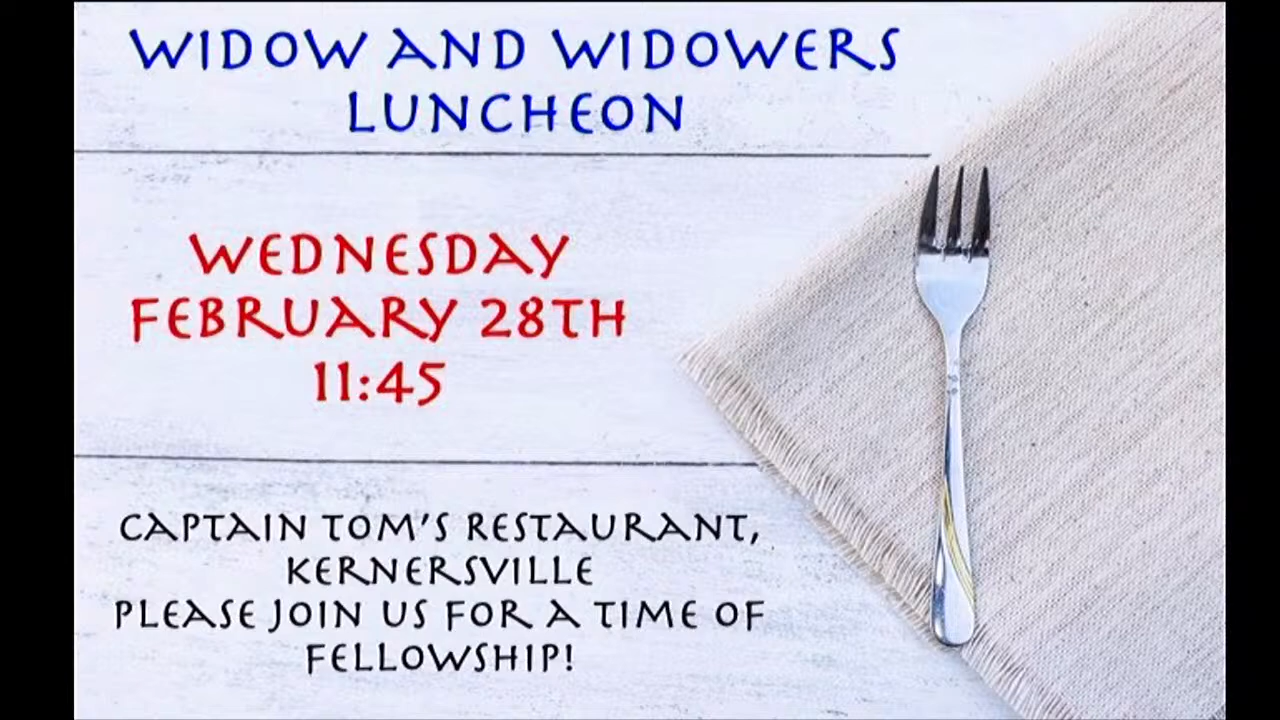 WIDOW AND WIDOWERS
LUNCHEON
WEDNESDAY
FEBRUARY 28TH
11:45
CAPTAIN TOM'S RESTAURANT,
KERNERSVILLE
PLEASE JOIN US FOR A TIME OF
FELLOWSHIP!